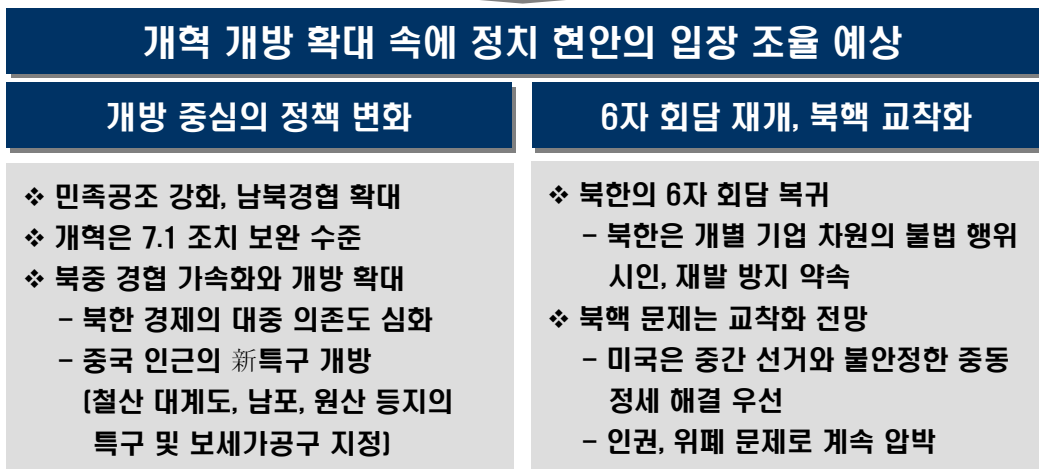 개혁 개방 확대 속에 정치 현안의 입장 조율 예상
개방 중심의 정책 변화
❖ 민족공조 강화, 남북경협 확대
❖ 개혁은 7.1 조치 보완 수준
❖ 북중 경협 가속화와 개방 확대
– 북한 경제의 대중 의존도 심화
– 중국 인근의 新특구 개방
(철산 대계도, 남포, 원산 등지의
특구 및 보세가공구 지정)
6자 회담 재개, 북핵 교착화
❖ 북한의 6자 회담 복귀
– 북한은 개별 기업 차원의 불법 행위
시인, 재발 방지 약속
❖ 북핵 문제는 교착화 전망
– 미국은 중간 선거와 불안정한 중동
정세 해결 우선
– 인권, 위폐 문제로 계속 압박